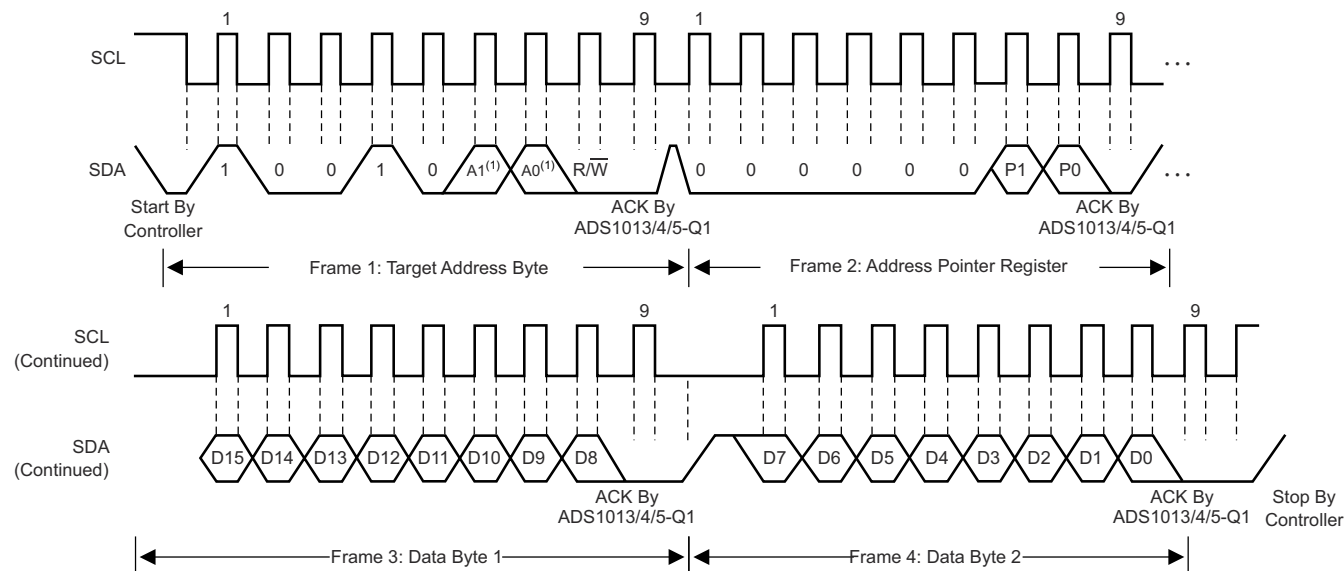 1 9 1 9
SCL ...
SDA 1 0 0 1 0 A1(1) A0(1) R/W̅ 0 0 0 0 0 0 P1 P0 ...
Start By
Controller
ACK By
ADS1013/4/5-Q1
ACK By
ADS1013/4/5-Q1
Frame 1: Target Address Byte
Frame 2: Address Pointer Register
1 9 1 9
SCL
(Continued)
SDA
(Continued)
D15 D14 D13 D12 D11 D10 D9 D8 D7 D6 D5 D4 D3 D2 D1 D0
ACK By
ADS1013/4/5-Q1
ACK By
ADS1013/4/5-Q1
Stop By
Controller
Frame 3: Data Byte 1
Frame 4: Data Byte 2